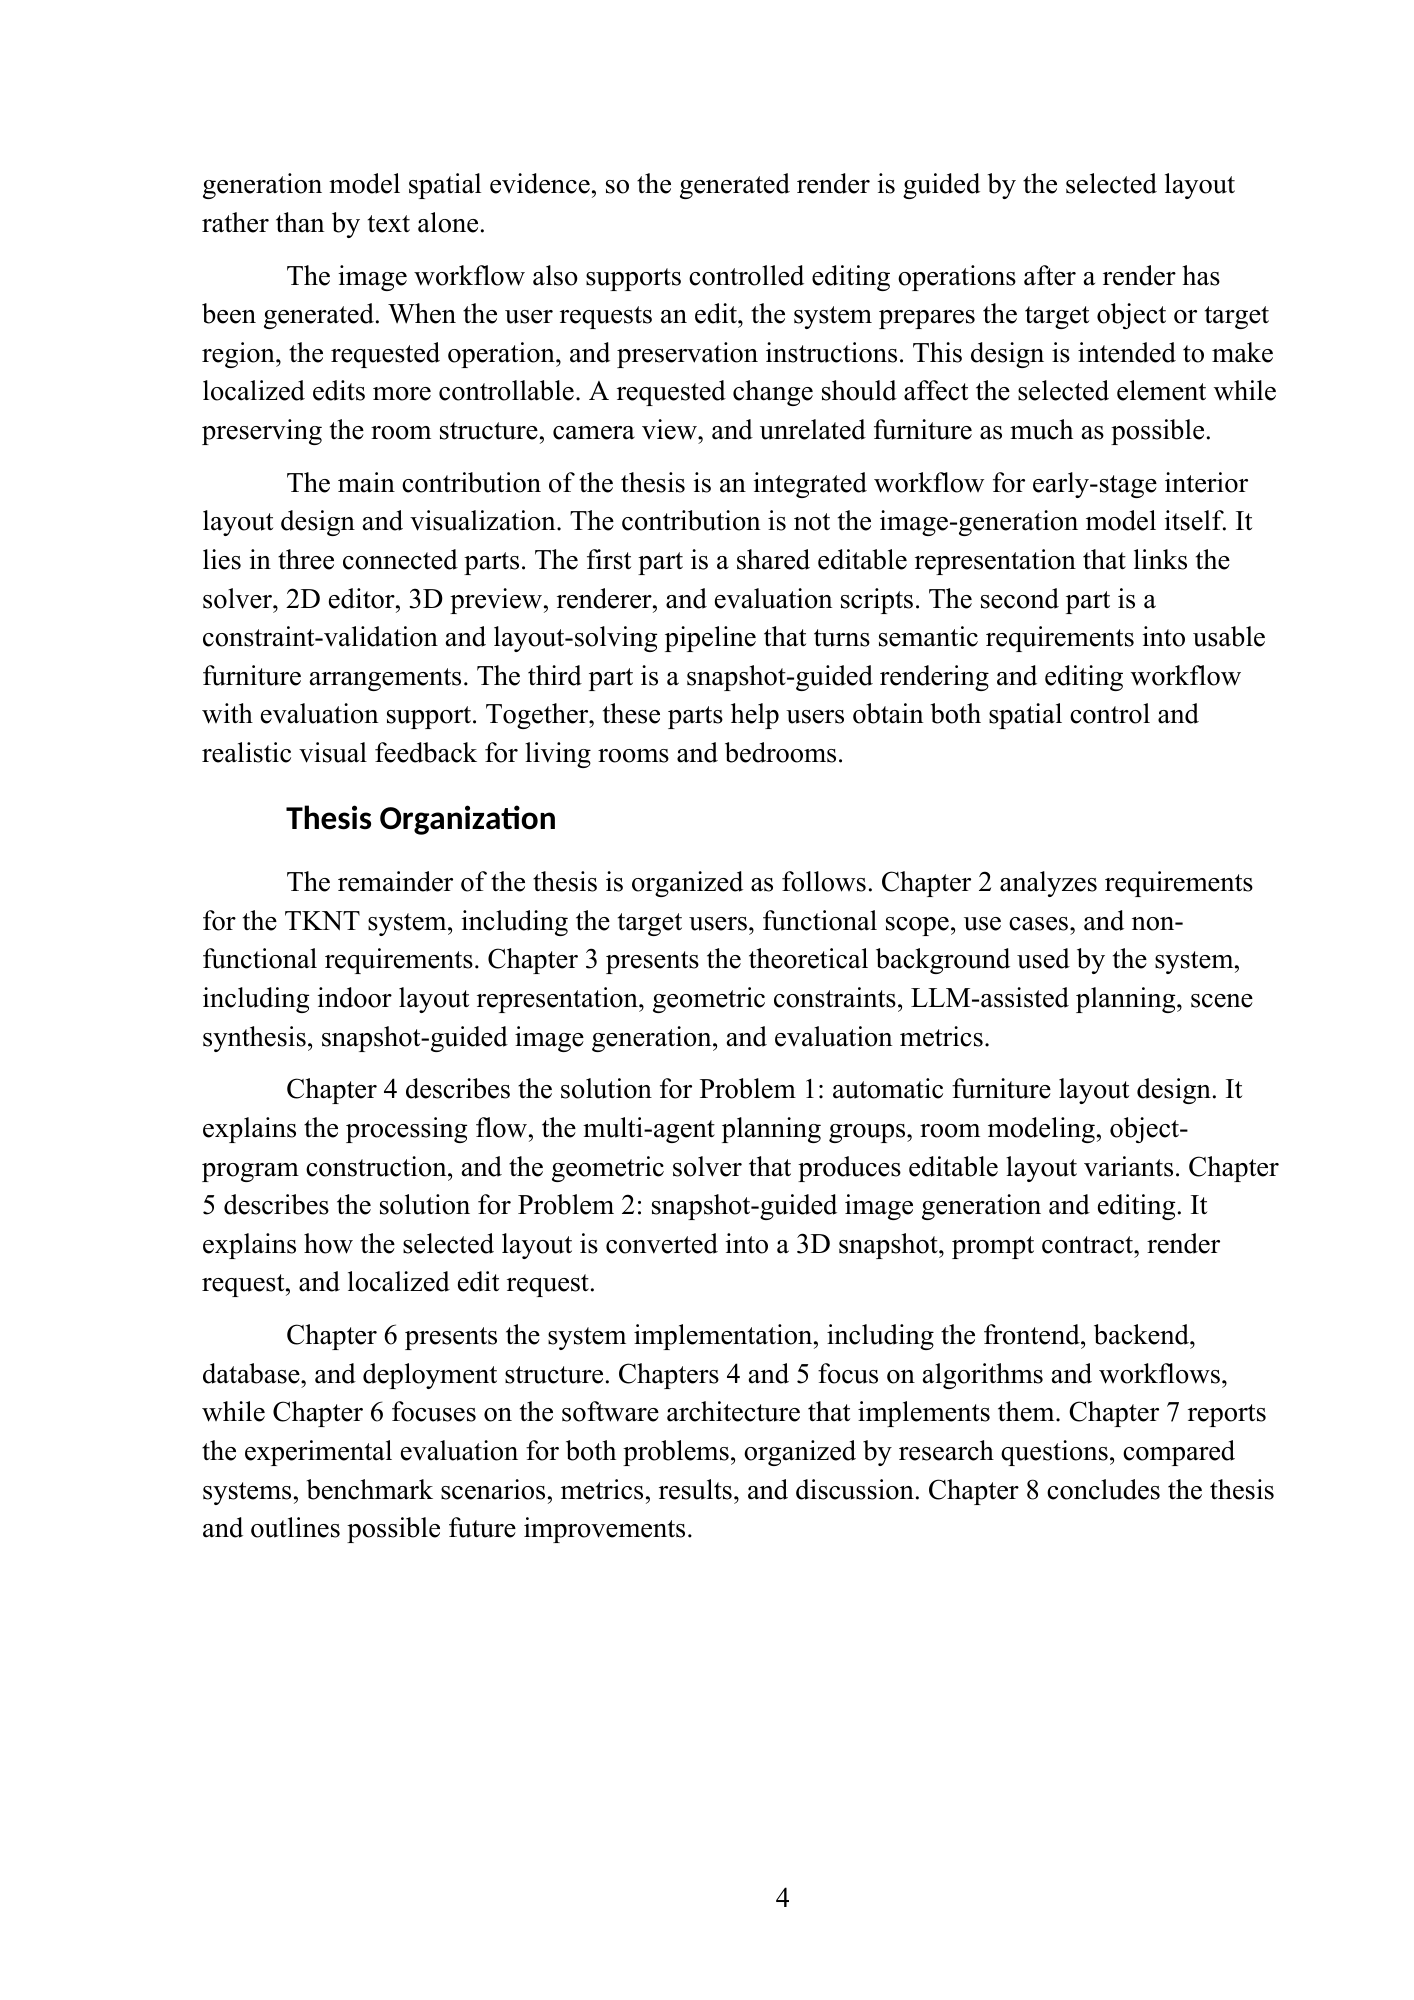 generation model spatial evidence, so the generated render is guided by the selected layout
rather than by text alone.
The image workflow also supports controlled editing operations after a render has
been generated. When the user requests an edit, the system prepares the target object or target
region, the requested operation, and preservation instructions. This design is intended to make
localized edits more controllable. A requested change should affect the selected element while
preserving the room structure, camera view, and unrelated furniture as much as possible.
The main contribution of the thesis is an integrated workflow for early-stage interior
layout design and visualization. The contribution is not the image-generation model itself. It
lies in three connected parts. The first part is a shared editable representation that links the
solver, 2D editor, 3D preview, renderer, and evaluation scripts. The second part is a
constraint-validation and layout-solving pipeline that turns semantic requirements into usable
furniture arrangements. The third part is a snapshot-guided rendering and editing workflow
with evaluation support. Together, these parts help users obtain both spatial control and
realistic visual feedback for living rooms and bedrooms.
Thesis Organization
The remainder of the thesis is organized as follows. Chapter 2 analyzes requirements
for the TKNT system, including the target users, functional scope, use cases, and non-
functional requirements. Chapter 3 presents the theoretical background used by the system,
including indoor layout representation, geometric constraints, LLM-assisted planning, scene
synthesis, snapshot-guided image generation, and evaluation metrics.
Chapter 4 describes the solution for Problem 1: automatic furniture layout design. It
explains the processing flow, the multi-agent planning groups, room modeling, object-
program construction, and the geometric solver that produces editable layout variants. Chapter
5 describes the solution for Problem 2: snapshot-guided image generation and editing. It
explains how the selected layout is converted into a 3D snapshot, prompt contract, render
request, and localized edit request.
Chapter 6 presents the system implementation, including the frontend, backend,
database, and deployment structure. Chapters 4 and 5 focus on algorithms and workflows,
while Chapter 6 focuses on the software architecture that implements them. Chapter 7 reports
the experimental evaluation for both problems, organized by research questions, compared
systems, benchmark scenarios, metrics, results, and discussion. Chapter 8 concludes the thesis
and outlines possible future improvements.
4